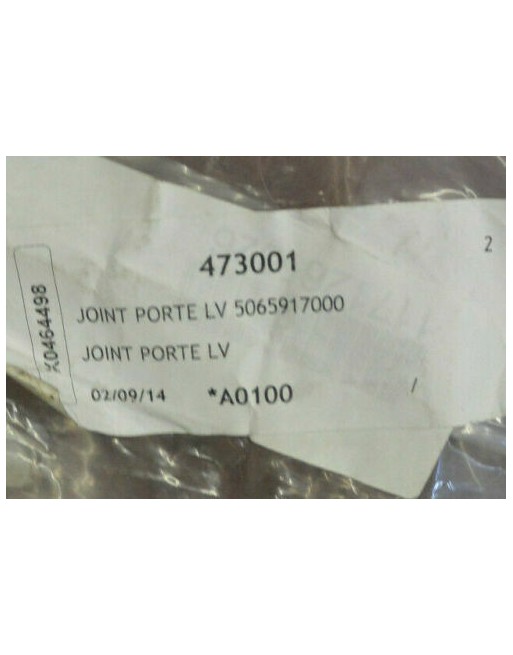 473001
2
JOINT PORTE LV 5065917000
JOINT PORTE LV
02/09/14 *A0100 /
X0464498